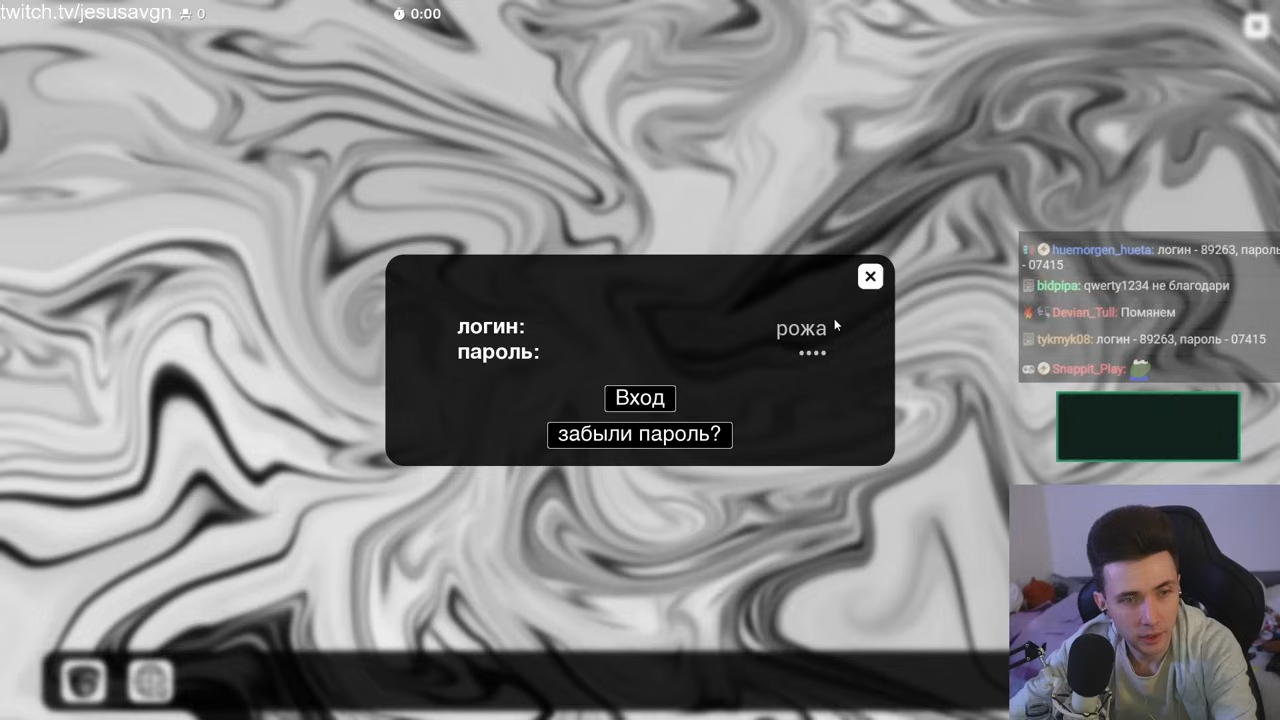 twitch.tv/jesusavgn 0
0:00
логин: рожа
пароль: ••••
Вход
забыли пароль?
huemorgen_hueta: логин - 89263, пароль
- 07415
bidpipa: qwerty1234 не благодари
Devian_Tull: Помянем
tykmyk08: логин - 89263, пароль - 07415
Snappit_Play: